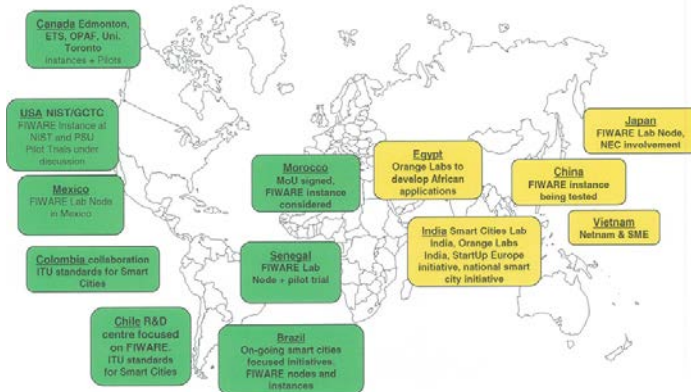 Canada Edmonton,
ETS, OPAF, Uni.
Toronto
Instances + Pilots
USA NIST/GCTC
FIWARE Instance at
NIST and PSU
Pilot Trials under
discussion
Mexico
FIWARE Lab Node
in Mexico
Colombia collaboration
ITU standards for Smart
Cities
Chile R&D
centre focused
on FIWARE.
ITU standards
for Smart Cities
Morocco
MoU signed,
FIWARE instance
considered
Senegal
FIWARE Lab
Node + pilot trial
Brazil
On-going smart cities
focused initiatives.
FIWARE nodes and
instances
Egypt
Orange Labs to
develop African
applications
India Smart Cities Lab
India, Orange Labs
India, StartUp Europe
initiative, national smart
city initiative
Japan
FIWARE Lab Node,
NEC involvement
China
FIWARE instance
being tested
Vietnam
Netnam & SME